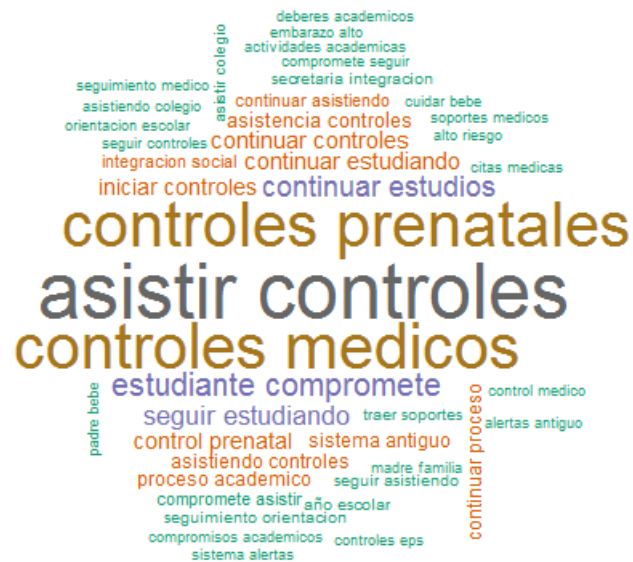 deberes academicos
embarazo alto
actividades academicas
asistir colegio
compromete seguir
secretaria integracion
seguimiento medico
continuar asistiendo
cuidar bebe
asistiendo colegio
asistencia controles
soportes medicos
orientacion escolar
continuar controles
alto riesgo
seguir controles
integracion social
continuar estudiando
citas medicas
iniciar controles
continuar estudios
controles prenatales
asistir controles
controles medicos
estudiante compromete
control medico
padre bebe
seguir estudiando
traer soportes
alertas antiguo
continuar proceso
control prenatal
sistema antiguo
asistiendo controles
madre familia
proceso academico
seguir asistiendo
compromete asistir
año escolar
seguimiento orientacion
compromisos academicos
controles eps
sistema alertas